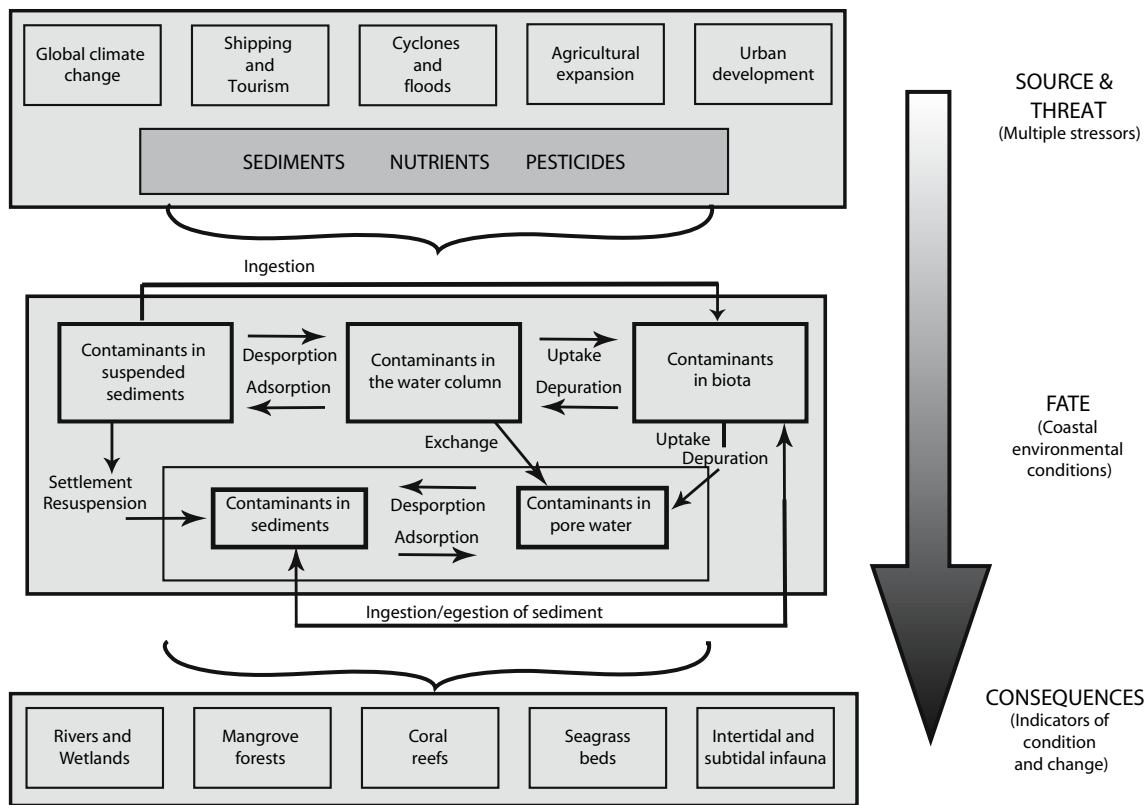 Global climate
change
Shipping
and
Tourism
Cyclones
and
floods
Agricultural
expansion
Urban
development
SEDIMENTS NUTRIENTS PESTICIDES
SOURCE &
THREAT
(Multiple stressors)
Ingestion
Contaminants in
suspended
sediments
Desporption
Adsorption
Contaminants in
the water column
Uptake
Depuration
Contaminants
in biota
Exchange
Uptake
Depuration
Settlement
Resuspension
Contaminants in
sediments
Desporption
Adsorption
Contaminants in
pore water
Ingestion/egestion of sediment
FATE
(Coastal
environmental
conditions)
Rivers and
Wetlands
Mangrove
forests
Coral
reefs
Seagrass
beds
Intertidal and
subtidal infauna
CONSEQUENCES
(Indicators of
condition
and change)